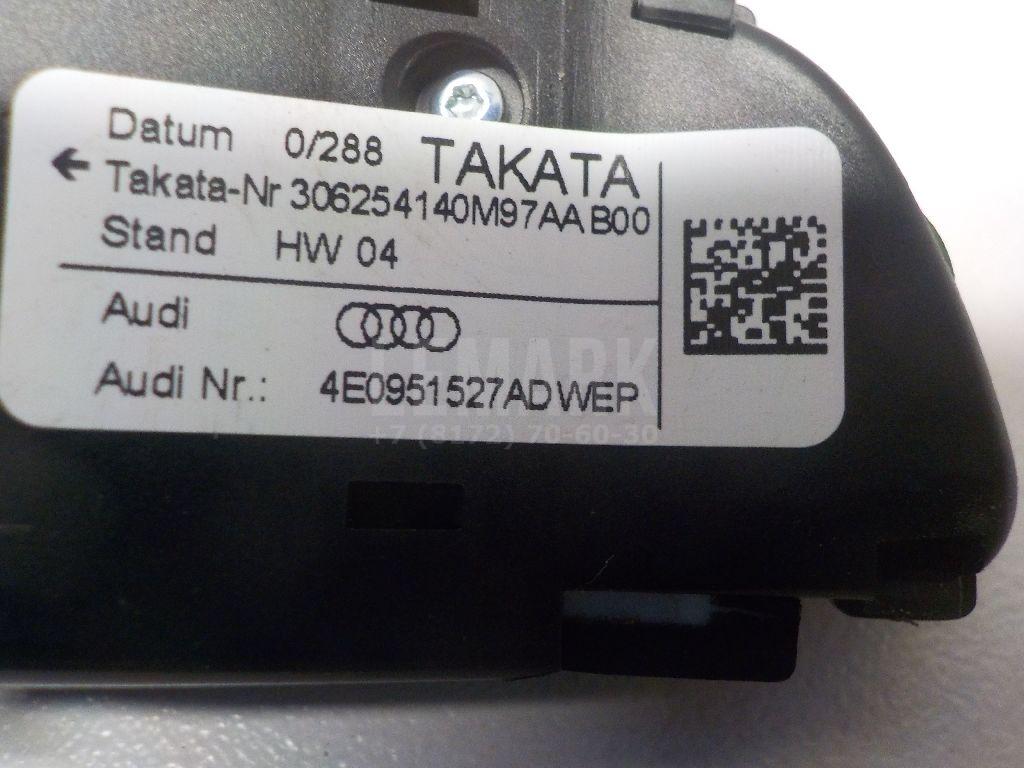 Datum 0/288 TAKATA
← Takata-Nr 306254140M97AA B00
Stand HW 04
Audi
Audi Nr.: 4E0951527AD WEP
LEMARK
+7 (8172) 70-60-30